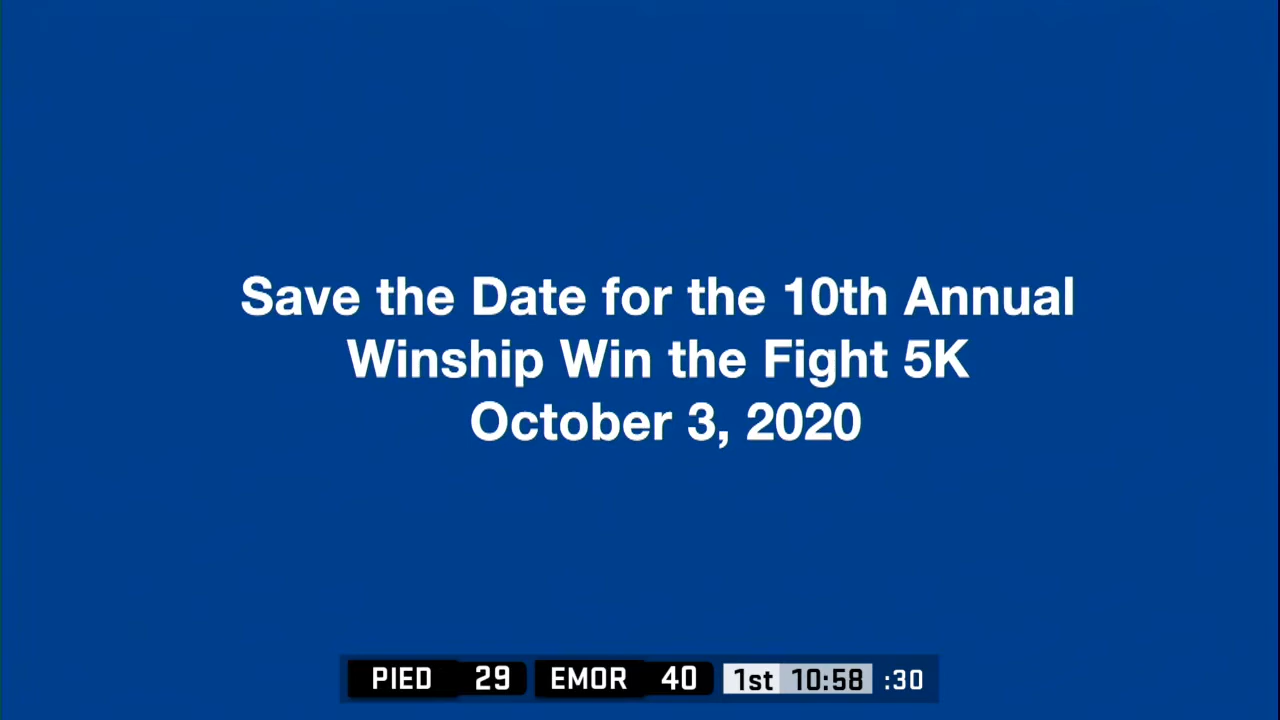 Save the Date for the 10th Annual
Winship Win the Fight 5K
October 3, 2020
PIED 29 EMOR 40 1st 10:58 :30